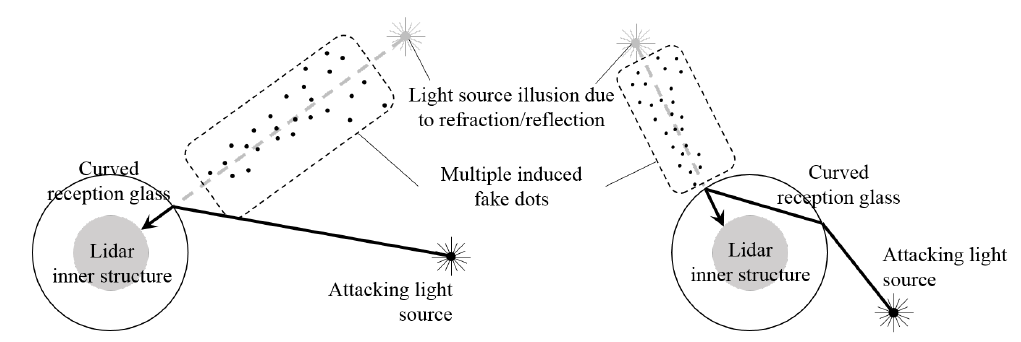 Light source illusion due
to refraction/reflection
Multiple induced
fake dots
Curved
reception glass
Lidar
inner structure
Attacking light
source
Curved
reception glass
Lidar
inner structure
Attacking light
source